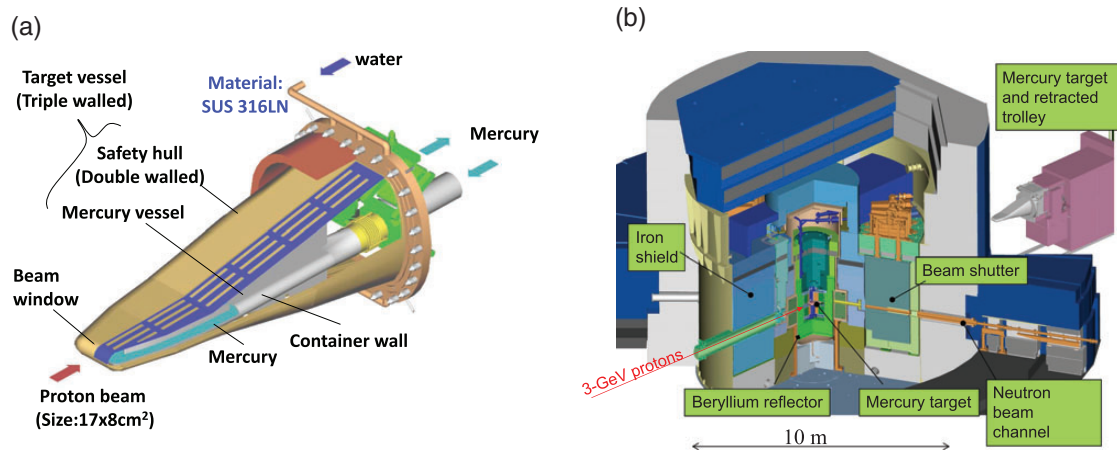 (a)
water
Material:
SUS 316LN
Target vessel
(Triple walled)
Mercury
Safety hull
(Double walled)
Mercury vessel
Beam
window
Container wall
Mercury
Proton beam
(Size:17x8cm²)
(b)
Mercury target
and retracted
trolley
Iron
shield
Beam shutter
3-GeV protons
Beryllium reflector
Mercury target
Neutron
beam
channel
10 m